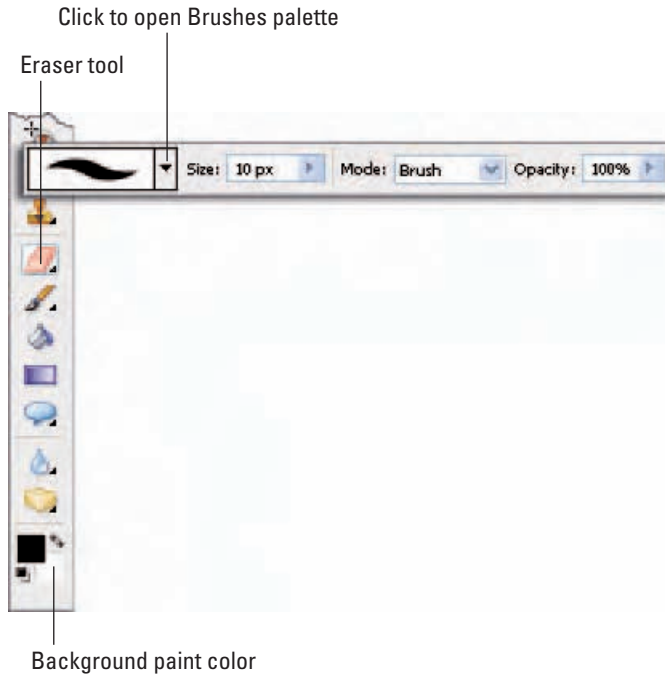 Click to open Brushes palette
Eraser tool
Size: 10 px Mode: Brush Opacity: 100%
Background paint color